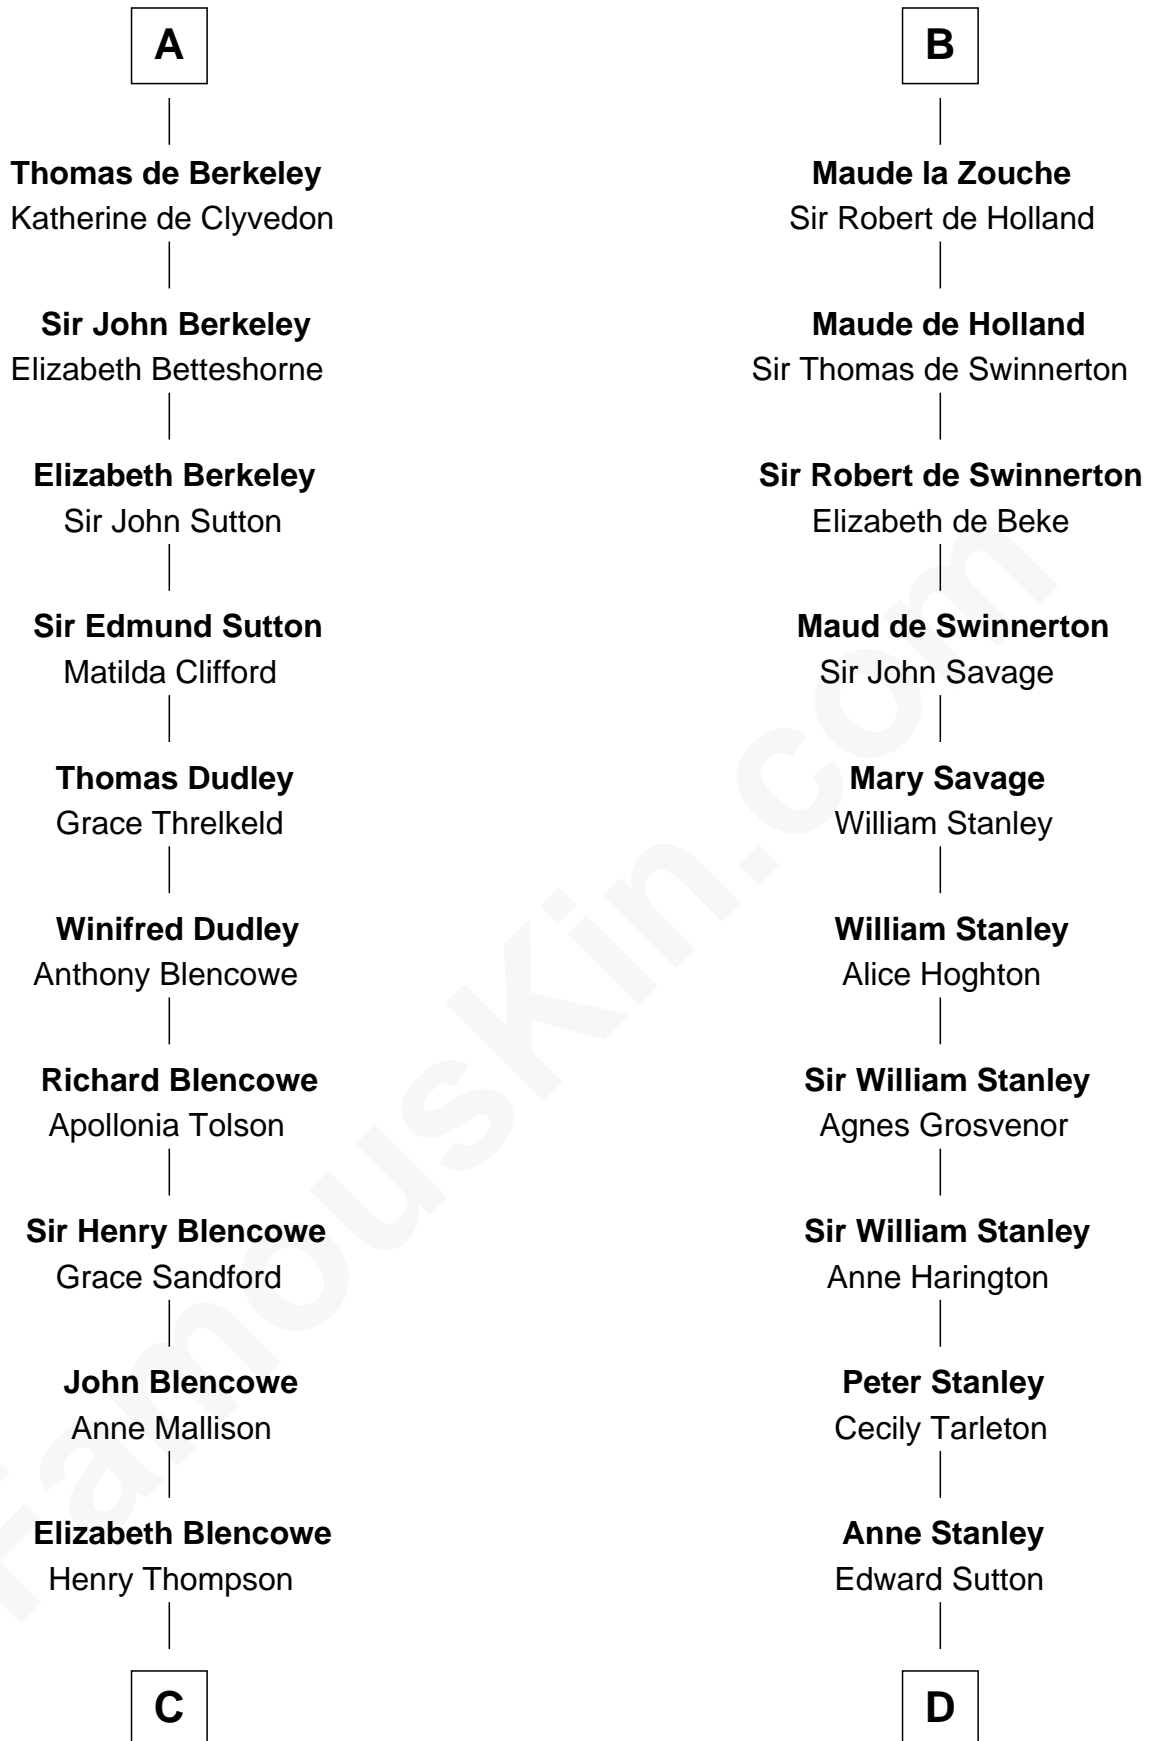 A
Thomas de Berkeley
Katherine de Clyvedon
Sir John Berkeley
Elizabeth Betteshorne
Elizabeth Berkeley
Sir John Sutton
Sir Edmund Sutton
Matilda Clifford
Thomas Dudley
Grace Threlkeld
Winifred Dudley
Anthony Blencowe
Richard Blencowe
Apollonia Tolson
Sir Henry Blencowe
Grace Sandford
John Blencowe
Anne Mallison
Elizabeth Blencowe
Henry Thompson
C
B
Maude la Zouche
Sir Robert de Holland
Maude de Holland
Sir Thomas de Swinnerton
Sir Robert de Swinnerton
Elizabeth de Beke
Maud de Swinnerton
Sir John Savage
Mary Savage
William Stanley
William Stanley
Alice Hoghton
Sir William Stanley
Agnes Grosvenor
Sir William Stanley
Anne Harington
Peter Stanley
Cecily Tarleton
Anne Stanley
Edward Sutton
D
FamousKin.com